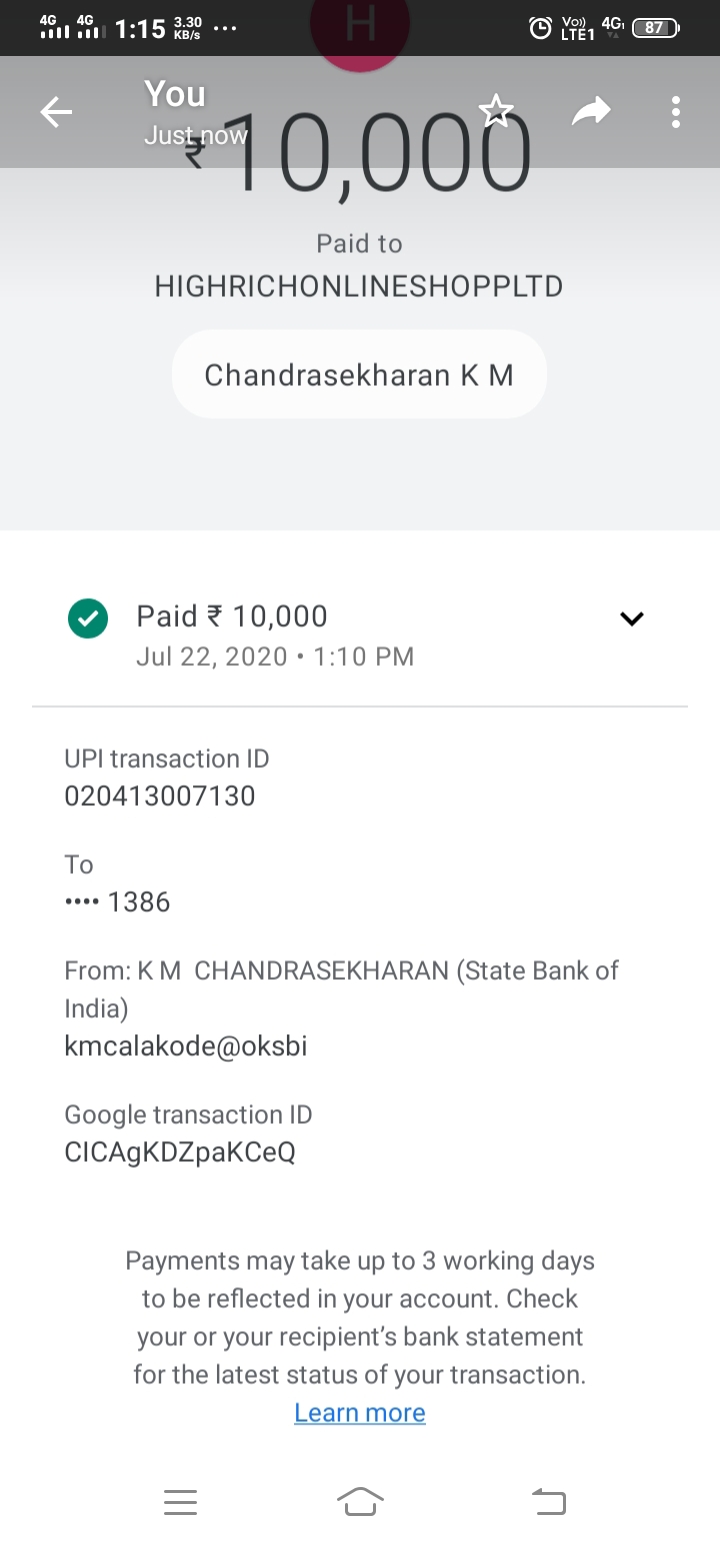 4G 4G 1:15 3.30 KB/s ... Vo)) LTE1 4G 87
H
You
Just now
₹10,000
Paid to
HIGHRICHONLINESHOPPLTD
Chandrasekharan K M
Paid ₹ 10,000
Jul 22, 2020 • 1:10 PM
UPI transaction ID
020413007130
To
•••• 1386
From: K M CHANDRASEKHARAN (State Bank of
India)
kmcalakode@oksbi
Google transaction ID
CICAgKDZpaKCeQ
Payments may take up to 3 working days
to be reflected in your account. Check
your or your recipient’s bank statement
for the latest status of your transaction.
Learn more